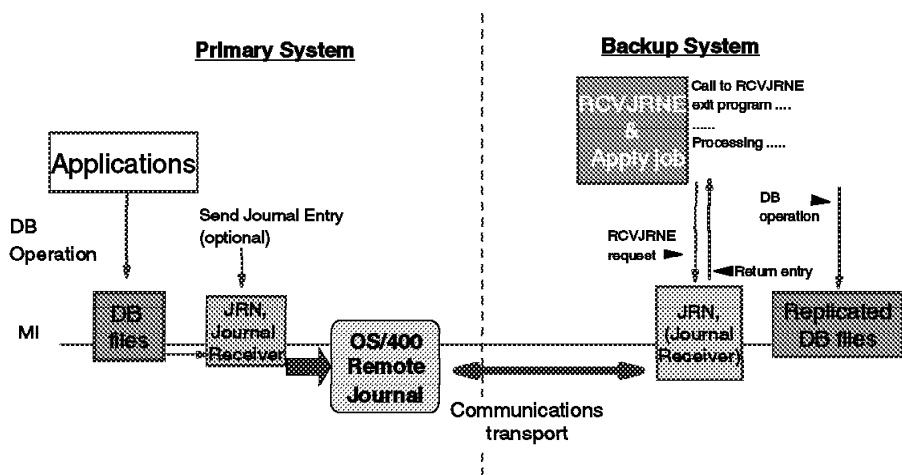 Primary System
Backup System
RCVJRNE
&
Apply job
Call to RCVJRNE
exit program ....
......
Processing .....
Applications
DB
Operation
Send Journal Entry
(optional)
RCVJRNE
request
DB
operation
Return entry
MI
DB
files
JRN,
Journal
Receiver
OS/400
Remote
Journal
JRN,
(Journal
Receiver)
Replicated
DB files
Communications
transport